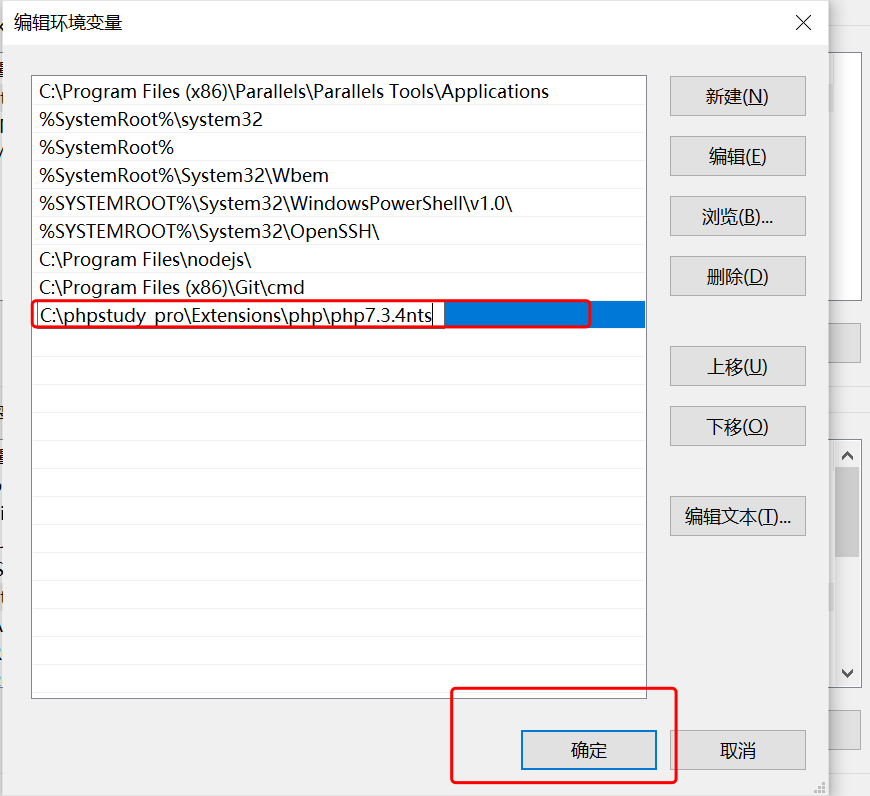 编辑环境变量
C:\Program Files (x86)\Parallels\Parallels Tools\Applications
%SystemRoot%\system32
%SystemRoot%
%SystemRoot%\System32\Wbem
%SYSTEMROOT%\System32\WindowsPowerShell\v1.0\
%SYSTEMROOT%\System32\OpenSSH\
C:\Program Files\nodejs\
C:\Program Files (x86)\Git\cmd
C:\phpstudy_pro\Extensions\php\php7.3.4nts
新建(N)
编辑(E)
浏览(B)...
删除(D)
上移(U)
下移(O)
编辑文本(T)...
确定
取消